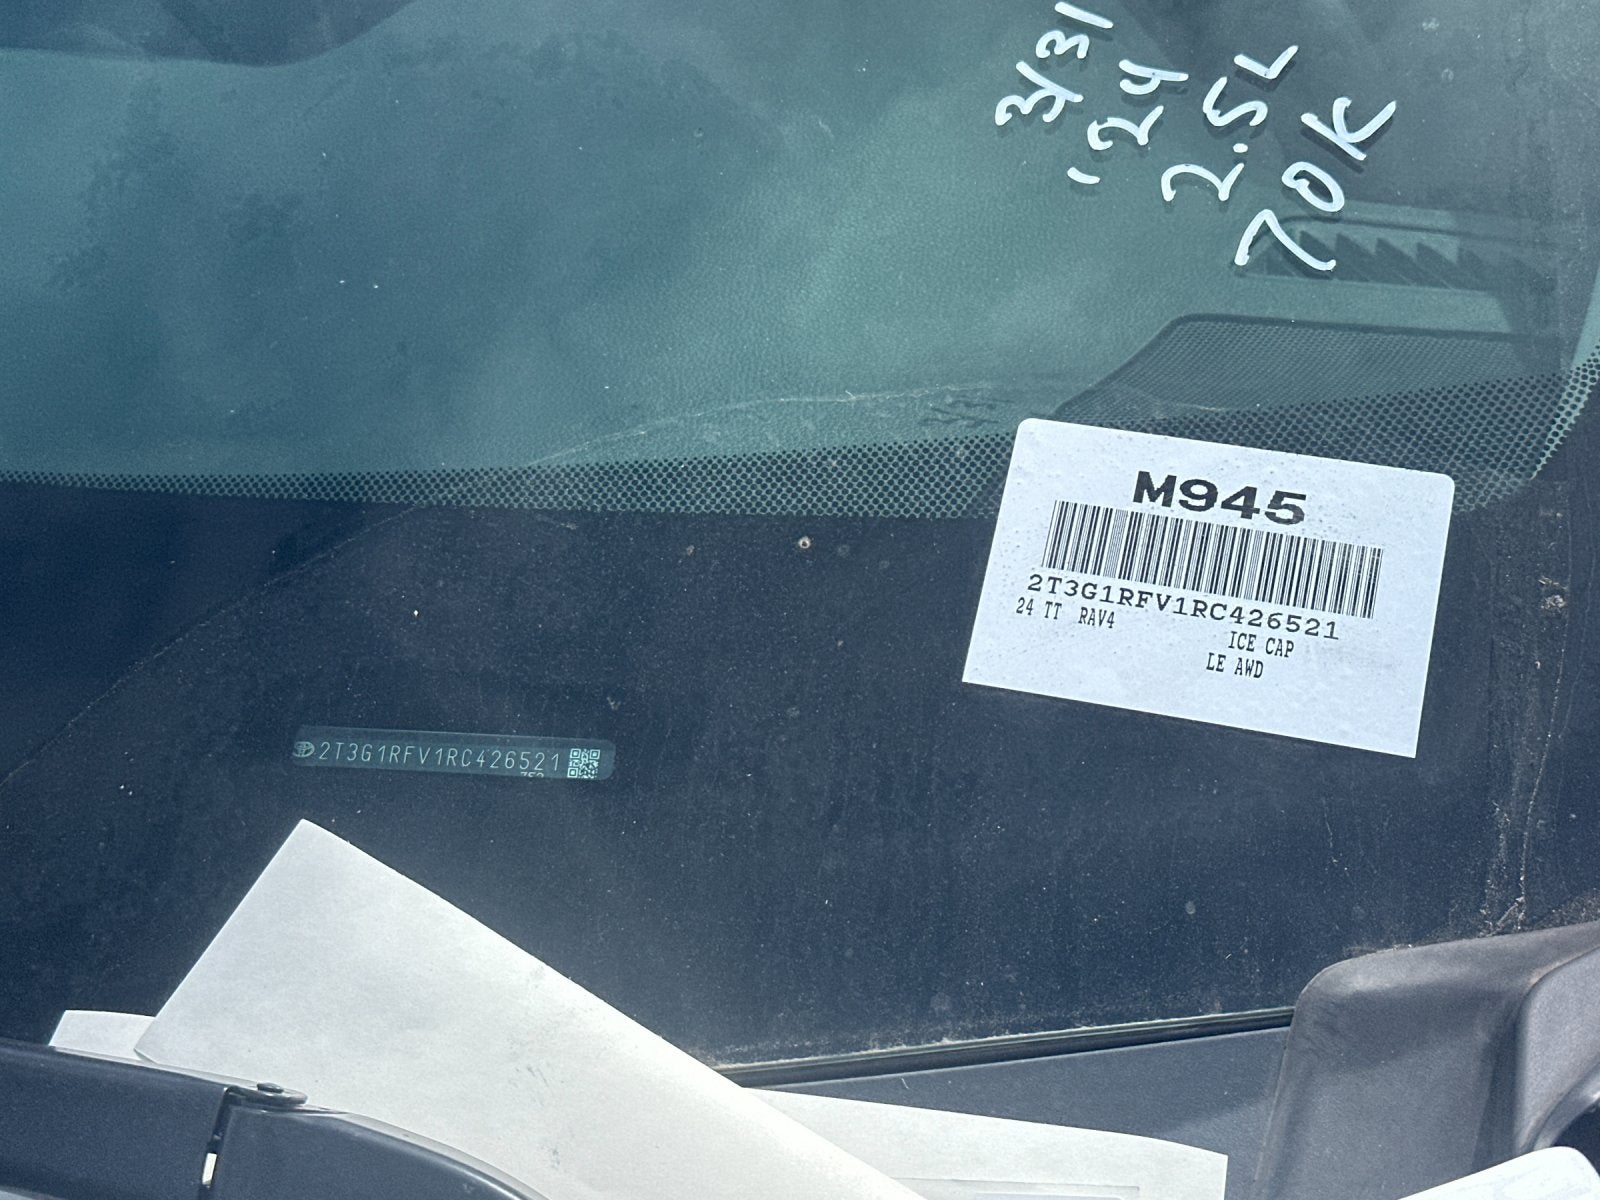 3/31
'24
2.5L
70K
M945
2T3G1RFV1RC426521
24 TT RAV4
ICE CAP
LE AWD
2T3G1RFV1RC426521